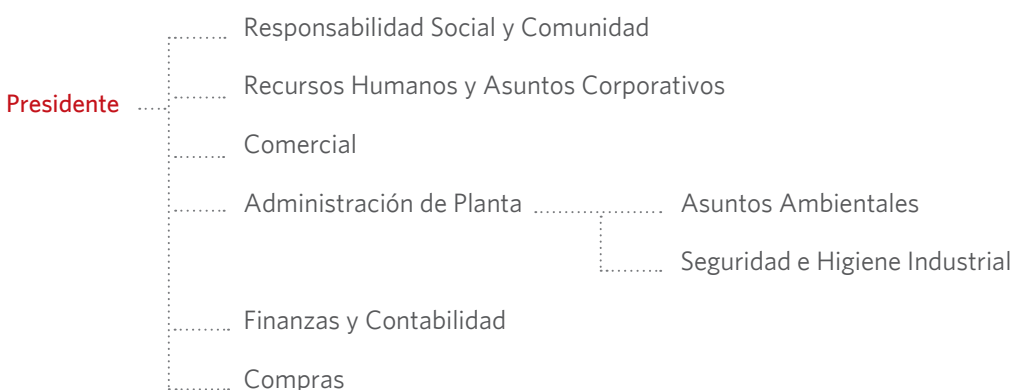 Responsabilidad Social y Comunidad
Recursos Humanos y Asuntos Corporativos
Presidente
Comercial
Administración de Planta
Asuntos Ambientales
Seguridad e Higiene Industrial
Finanzas y Contabilidad
Compras